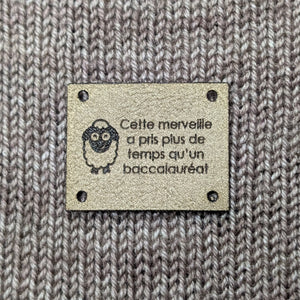 Cette merveille
a pris plus de
temps qu'un
baccalauréat